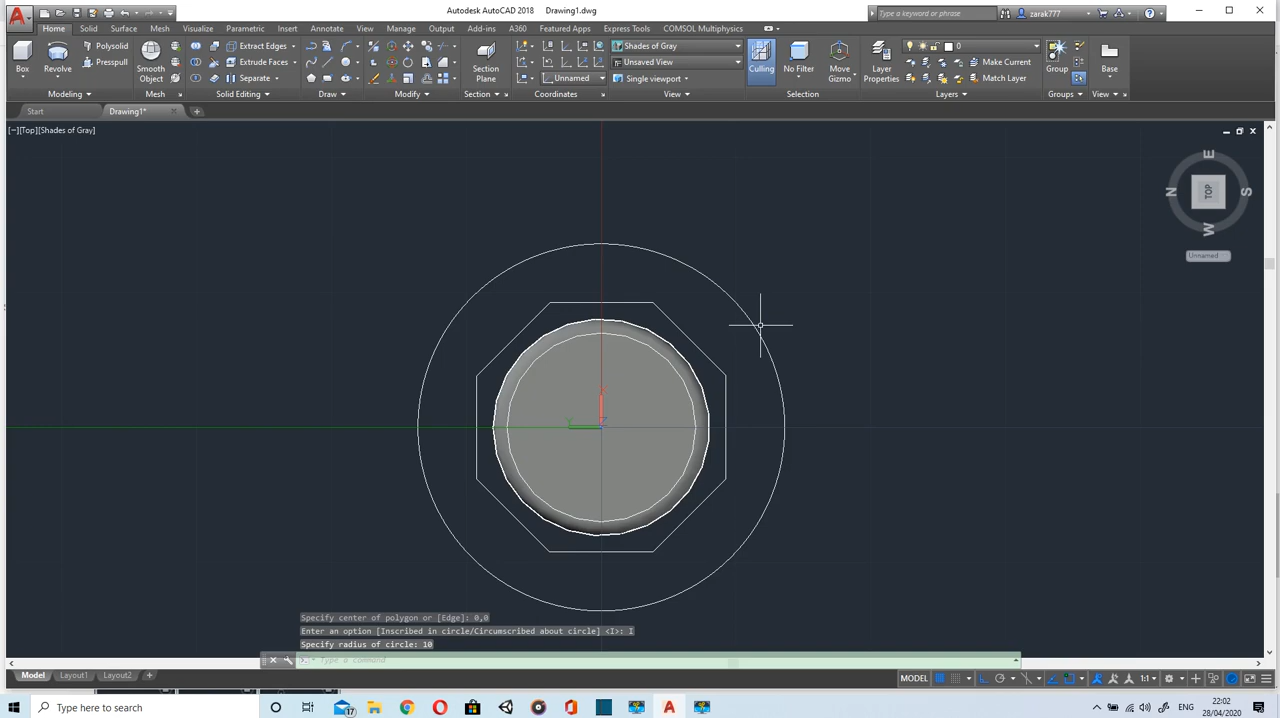 Autodesk AutoCAD 2018 Drawing1.dwg
Type a keyword or phrase
zarak777
Home Solid Surface Mesh Visualize Parametric Insert Annotate View Manage Output Add-ins A360 Featured Apps Express Tools COMSOL Multiphysics
Box
Revolve
Polysolid
Presspull
Smooth Object
Extract Edges
Extrude Faces
Separate
Section Plane
Unnamed
Shades of Gray
Unsaved View
Single viewport
Culling
No Filter
Move Gizmo
Layer Properties
0
Make Current
Match Layer
Group
Base
Modeling
Mesh
Solid Editing
Draw
Modify
Section
Coordinates
View
Selection
Layers
Groups
View
Start
Drawing1*
[−][Top][Shades of Gray]
E
N
TOP
S
W
Unnamed
Y
Specify center of polygon or [Edge]: 0,0
Enter an option [Inscribed in circle/Circumscribed about circle] <I>: I
Specify radius of circle: 10
Type a command
Model Layout1 Layout2
MODEL
1:1
Type here to search
17
22:02
28/04/2020